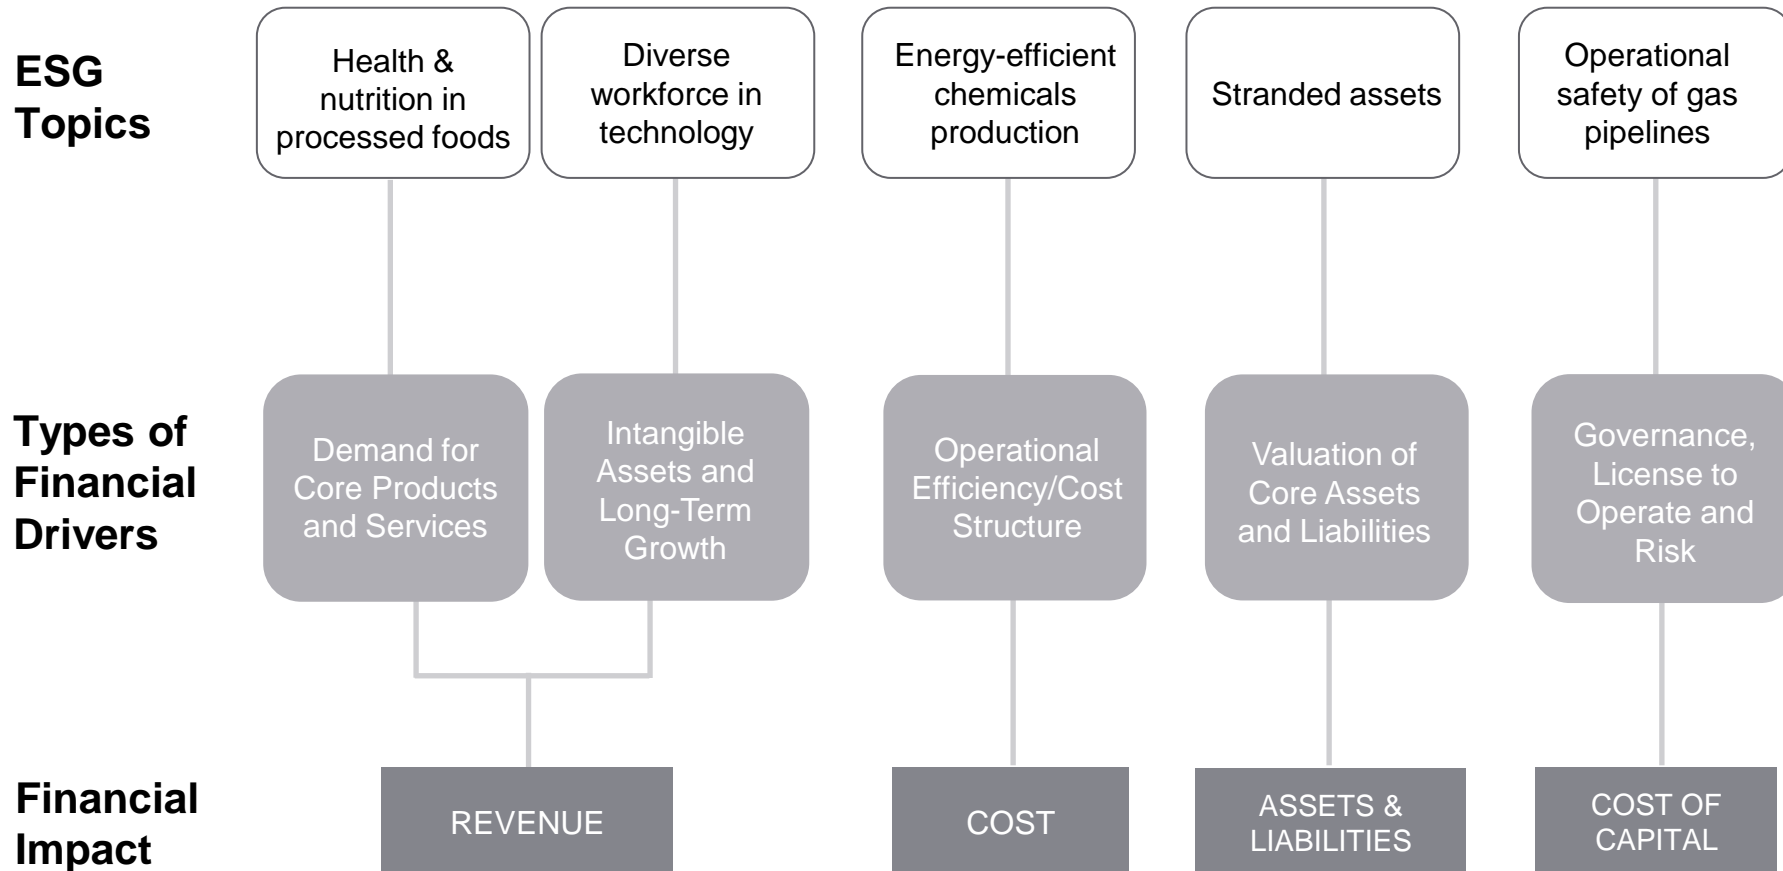 ESG
Topics
Health &
nutrition in
processed foods
Diverse
workforce in
technology
Energy-efficient
chemicals
production
Stranded assets
Operational
safety of gas
pipelines
Types of
Financial
Drivers
Demand for
Core Products
and Services
Intangible
Assets and
Long-Term
Growth
Operational
Efficiency/Cost
Structure
Valuation of
Core Assets
and Liabilities
Governance,
License to
Operate and
Risk
Financial
Impact
REVENUE
COST
ASSETS &
LIABILITIES
COST OF
CAPITAL